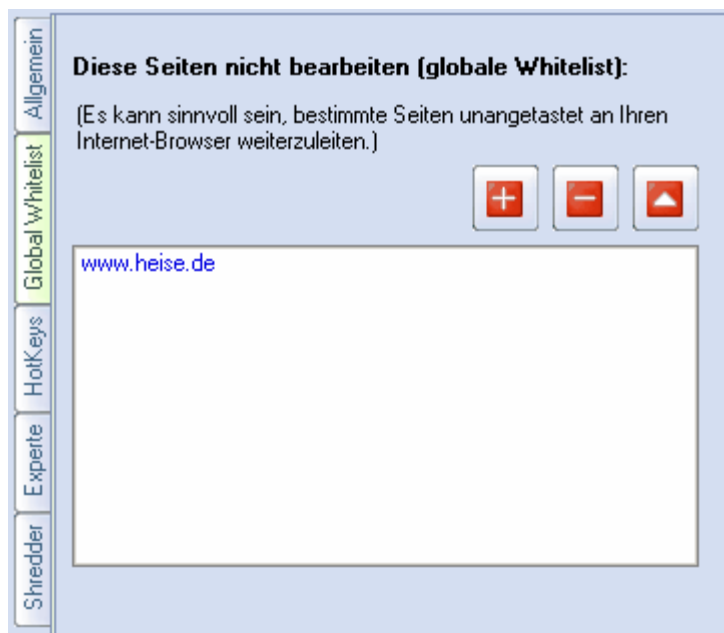 Allgemein
Global Whitelist
HotKeys
Experte
Shredder
Diese Seiten nicht bearbeiten (globale Whitelist):
(Es kann sinnvoll sein, bestimmte Seiten unangetastet an Ihren
Internet-Browser weiterzuleiten.)
www.heise.de